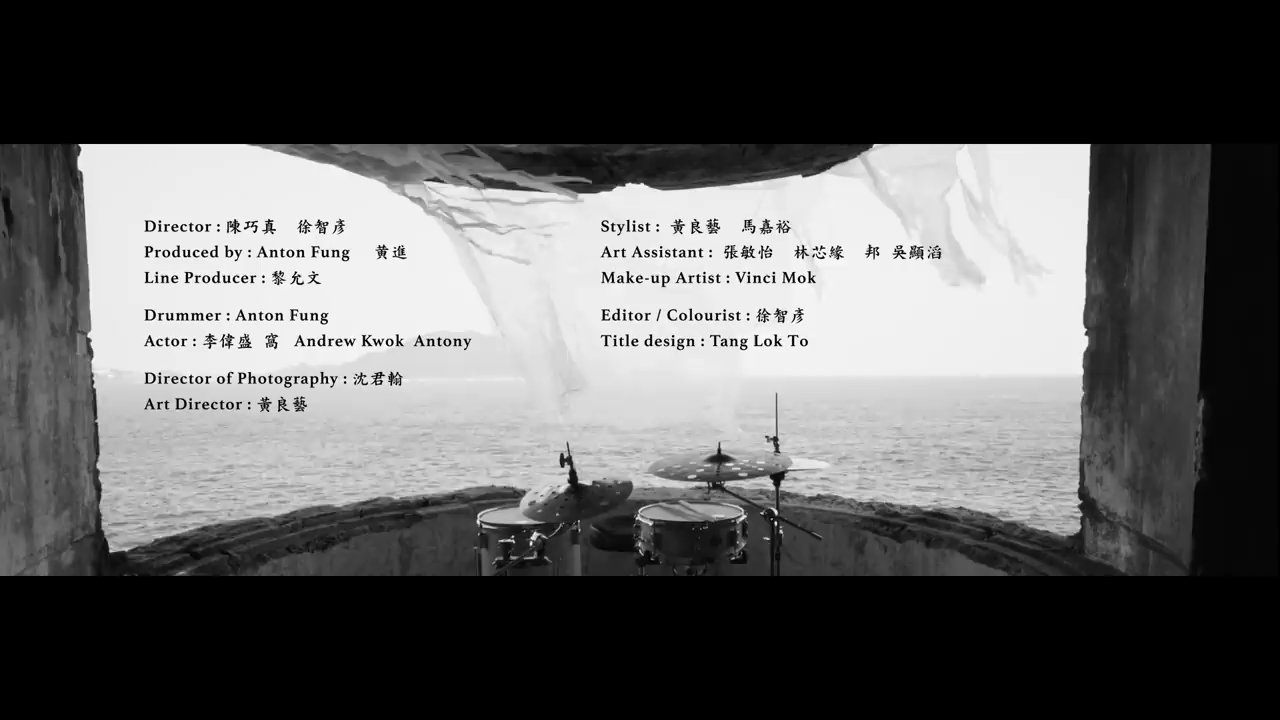 Director : 陳巧真 徐智彥
Produced by : Anton Fung 黄進
Line Producer : 黎允文
Drummer : Anton Fung
Actor : 李偉盛 窩 Andrew Kwok Antony
Director of Photography : 沈君翰
Art Director : 黃良藝
Stylist : 黃良藝 馬嘉裕
Art Assistant : 張敏怡 林芯緣 邦 吳顯滔
Make-up Artist : Vinci Mok
Editor / Colourist : 徐智彥
Title design : Tang Lok To